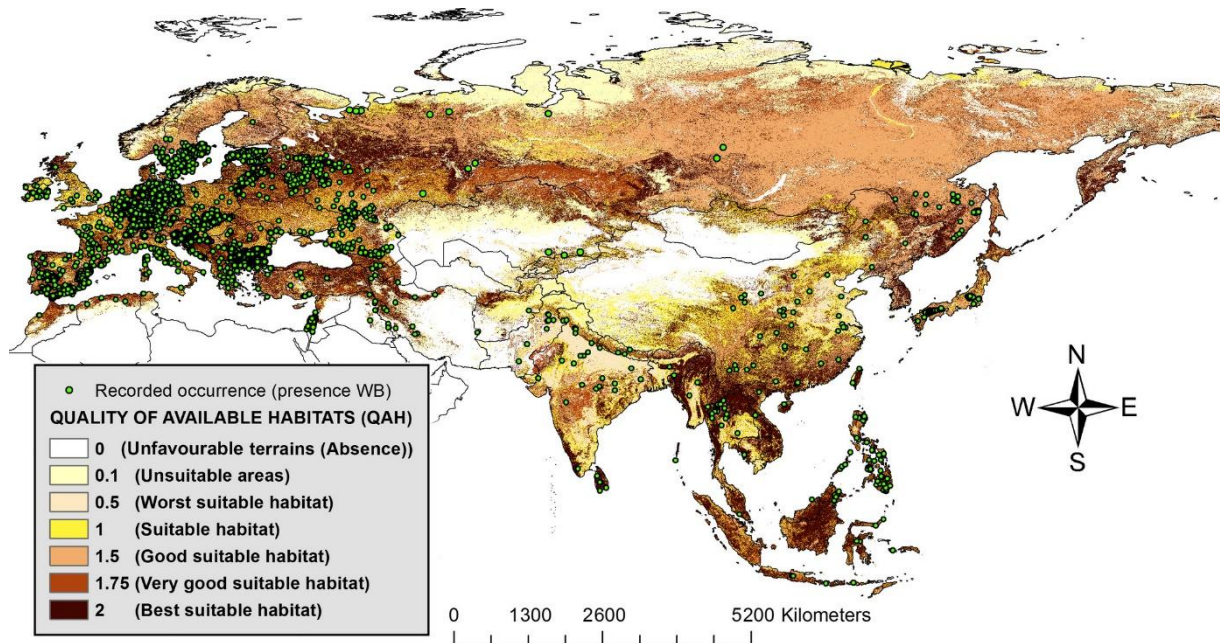 Recorded occurrence (presence WB)
QUALITY OF AVAILABLE HABITATS (QAH)
0 (Unfavourable terrains (Absence))
0.1 (Unsuitable areas)
0.5 (Worst suitable habitat)
1 (Suitable habitat)
1.5 (Good suitable habitat)
1.75 (Very good suitable habitat)
2 (Best suitable habitat)
N
W E
S
0 1300 2600 5200 Kilometers